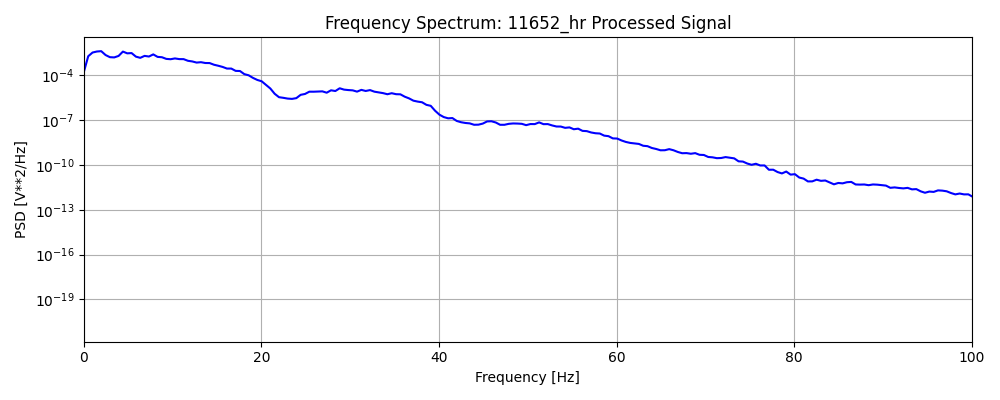 Frequency Spectrum: 11652_hr Processed Signal
PSD [V**2/Hz]
10⁻⁴
10⁻⁷
10⁻¹⁰
10⁻¹³
10⁻¹⁶
10⁻¹⁹
0 20 40 60 80 100
Frequency [Hz]